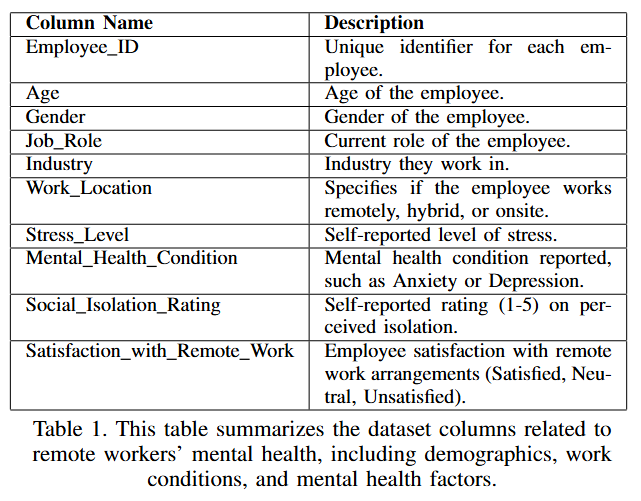 Column Name Description
Employee_ID Unique identifier for each em-
ployee.
Age Age of the employee.
Gender Gender of the employee.
Job_Role Current role of the employee.
Industry Industry they work in.
Work_Location Specifies if the employee works
remotely, hybrid, or onsite.
Stress_Level Self-reported level of stress.
Mental_Health_Condition Mental health condition reported,
such as Anxiety or Depression.
Social_Isolation_Rating Self-reported rating (1-5) on per-
ceived isolation.
Satisfaction_with_Remote_Work Employee satisfaction with remote
work arrangements (Satisfied, Neu-
tral, Unsatisfied).
Table 1. This table summarizes the dataset columns related to
remote workers' mental health, including demographics, work
conditions, and mental health factors.